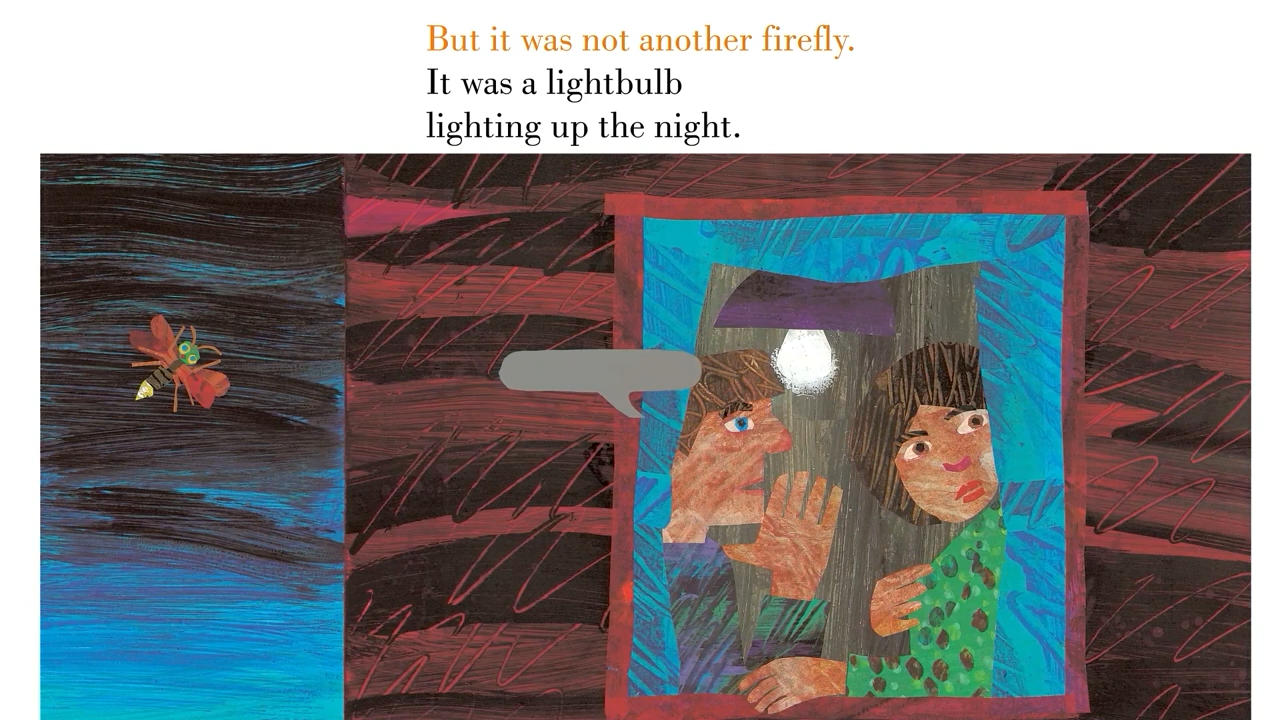 But it was not another firefly.
It was a lightbulb
lighting up the night.